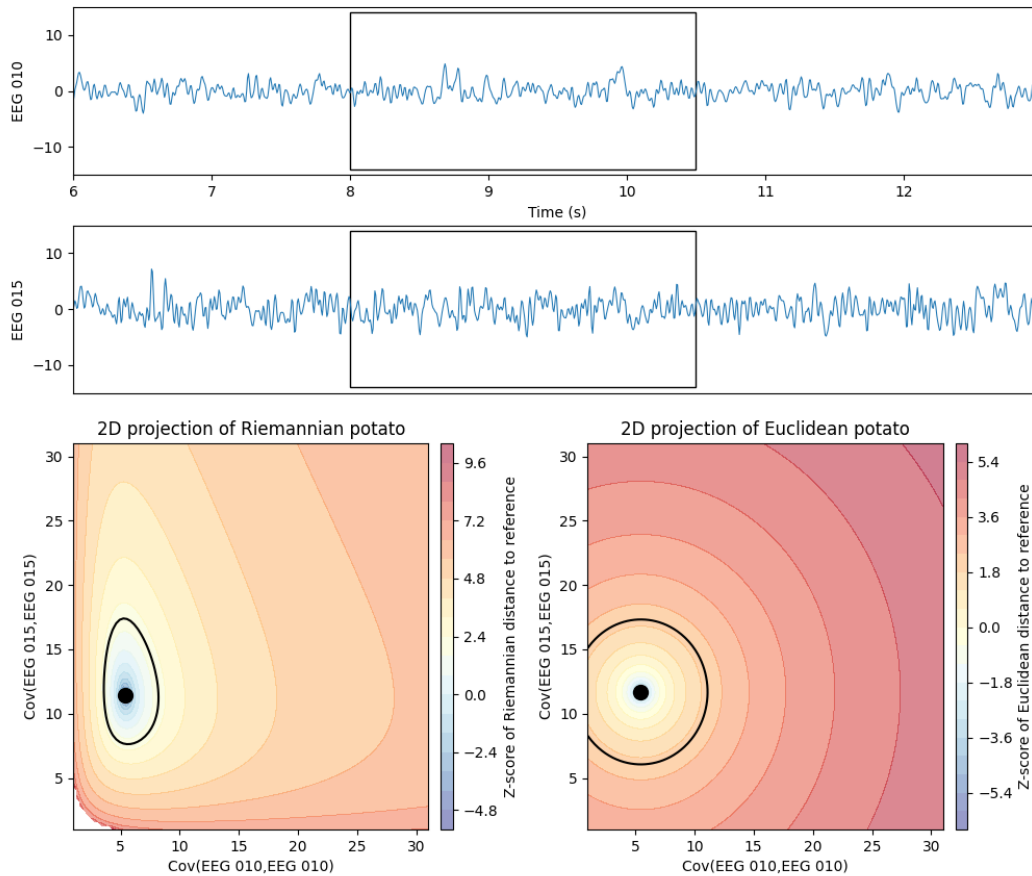 EEG 010
10
0
−10
6 7 8 9 10 11 12
Time (s)
EEG 015
10
0
−10
2D projection of Riemannian potato
Cov(EEG 015,EEG 015)
30
25
20
15
10
5
5 10 15 20 25 30
Cov(EEG 010,EEG 010)
9.6
7.2
4.8
2.4
0.0
−2.4
−4.8
Z-score of Riemannian distance to reference
2D projection of Euclidean potato
Cov(EEG 015,EEG 015)
30
25
20
15
10
5
5 10 15 20 25 30
Cov(EEG 010,EEG 010)
5.4
3.6
1.8
0.0
−1.8
−3.6
−5.4
Z-score of Euclidean distance to reference